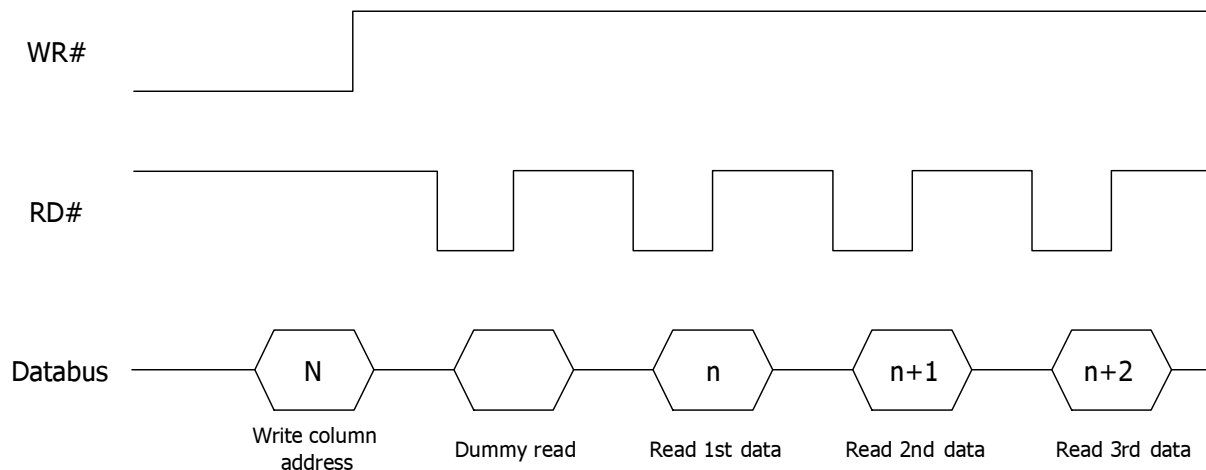 WR#
RD#
Databus
N
n
n+1
n+2
Write column
address
Dummy read
Read 1st data
Read 2nd data
Read 3rd data